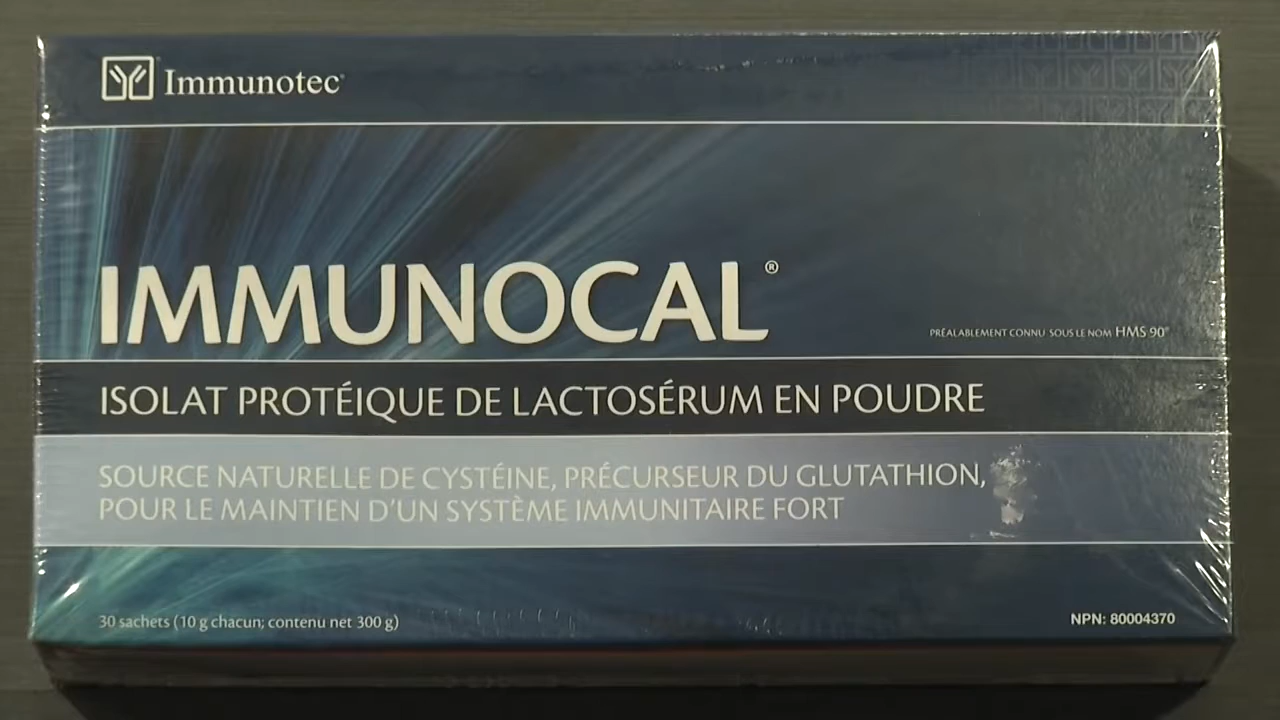 Immunotec
IMMUNOCAL®
PRÉALABLEMENT CONNU SOUS LE NOM HMS 90®
ISOLAT PROTÉIQUE DE LACTOSÉRUM EN POUDRE
SOURCE NATURELLE DE CYSTÉINE, PRÉCURSEUR DU GLUTATHION,
POUR LE MAINTIEN D'UN SYSTÈME IMMUNITAIRE FORT
30 sachets (10 g chacun; contenu net 300 g)
NPN: 80004370